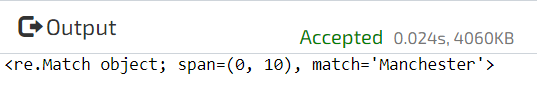 Output
Accepted 0.024s, 4060KB
<re.Match object; span=(0, 10), match='Manchester'>